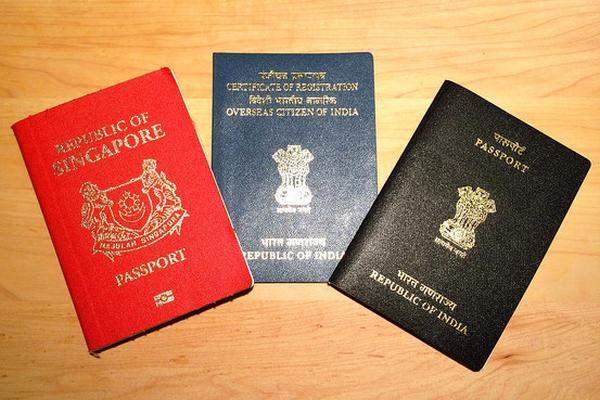 REPUBLIC OF
SINGAPORE
MAJULAH SINGAPURA
PASSPORT
पंजीकरण प्रमाणपत्र
CERTIFICATE OF REGISTRATION
विदेशी भारतीय नागरिक
OVERSEAS CITIZEN OF INDIA
सत्यमेव जयते
भारत गणराज्य
REPUBLIC OF INDIA
पासपोर्ट
PASSPORT
सत्यमेव जयते
भारत गणराज्य
REPUBLIC OF INDIA